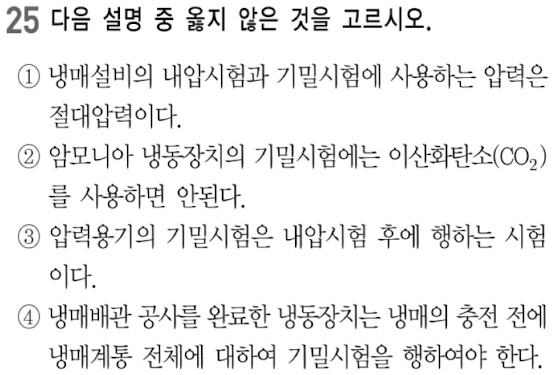 25 다음 설명 중 옳지 않은 것을 고르시오.
① 냉매설비의 내압시험과 기밀시험에 사용하는 압력은
절대압력이다.
② 암모니아 냉동장치의 기밀시험에는 이산화탄소(CO₂)
를 사용하면 안된다.
③ 압력용기의 기밀시험은 내압시험 후에 행하는 시험
이다.
④ 냉매배관 공사를 완료한 냉동장치는 냉매의 충전 전에
냉매계통 전체에 대하여 기밀시험을 행하여야 한다.